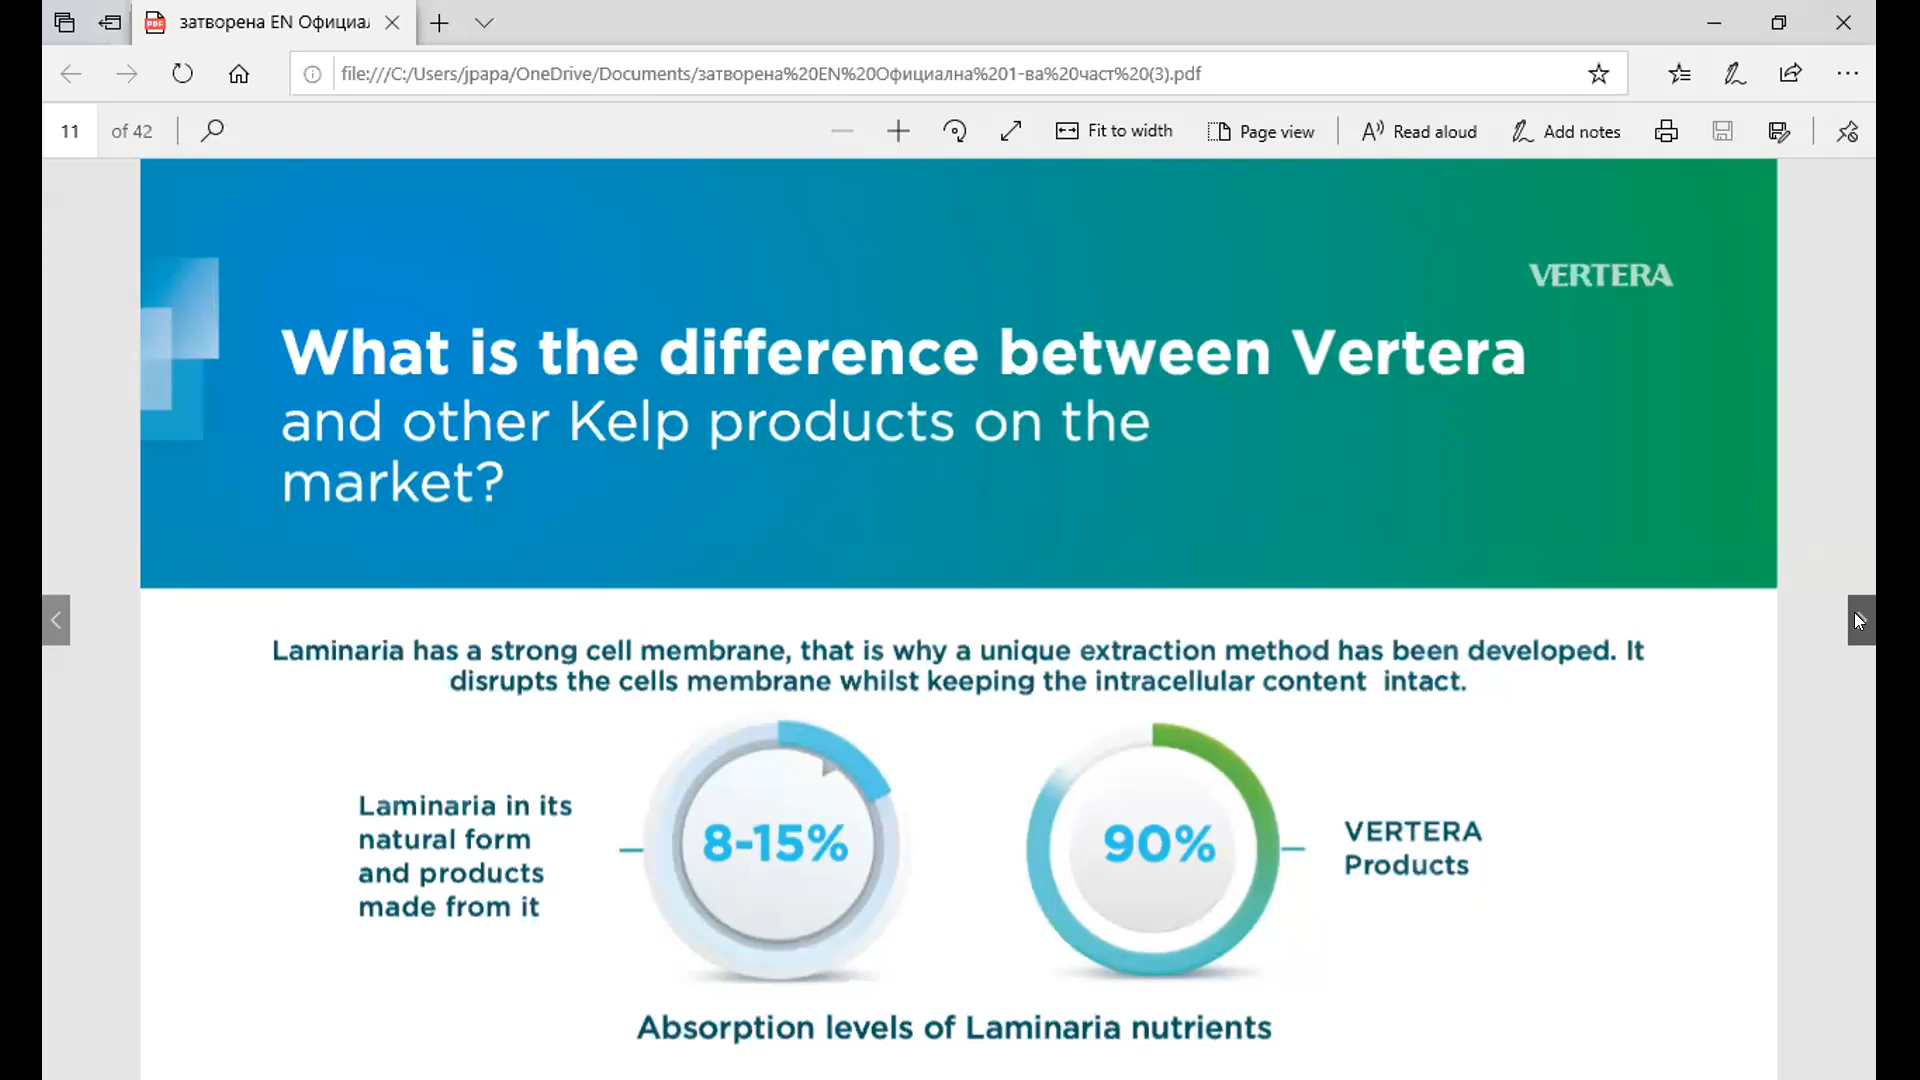 затворена EN Официал
file:///C:/Users/jpapa/OneDrive/Documents/затворена%20EN%20Официална%201-ва%20част%20(3).pdf
11 of 42
Fit to width
Page view
Read aloud
Add notes
VERTERA
What is the difference between Vertera
and other Kelp products on the
market?
Laminaria has a strong cell membrane, that is why a unique extraction method has been developed. It
disrupts the cells membrane whilst keeping the intracellular content intact.
Laminaria in its
natural form
and products
made from it
8-15%
90%
VERTERA
Products
Absorption levels of Laminaria nutrients